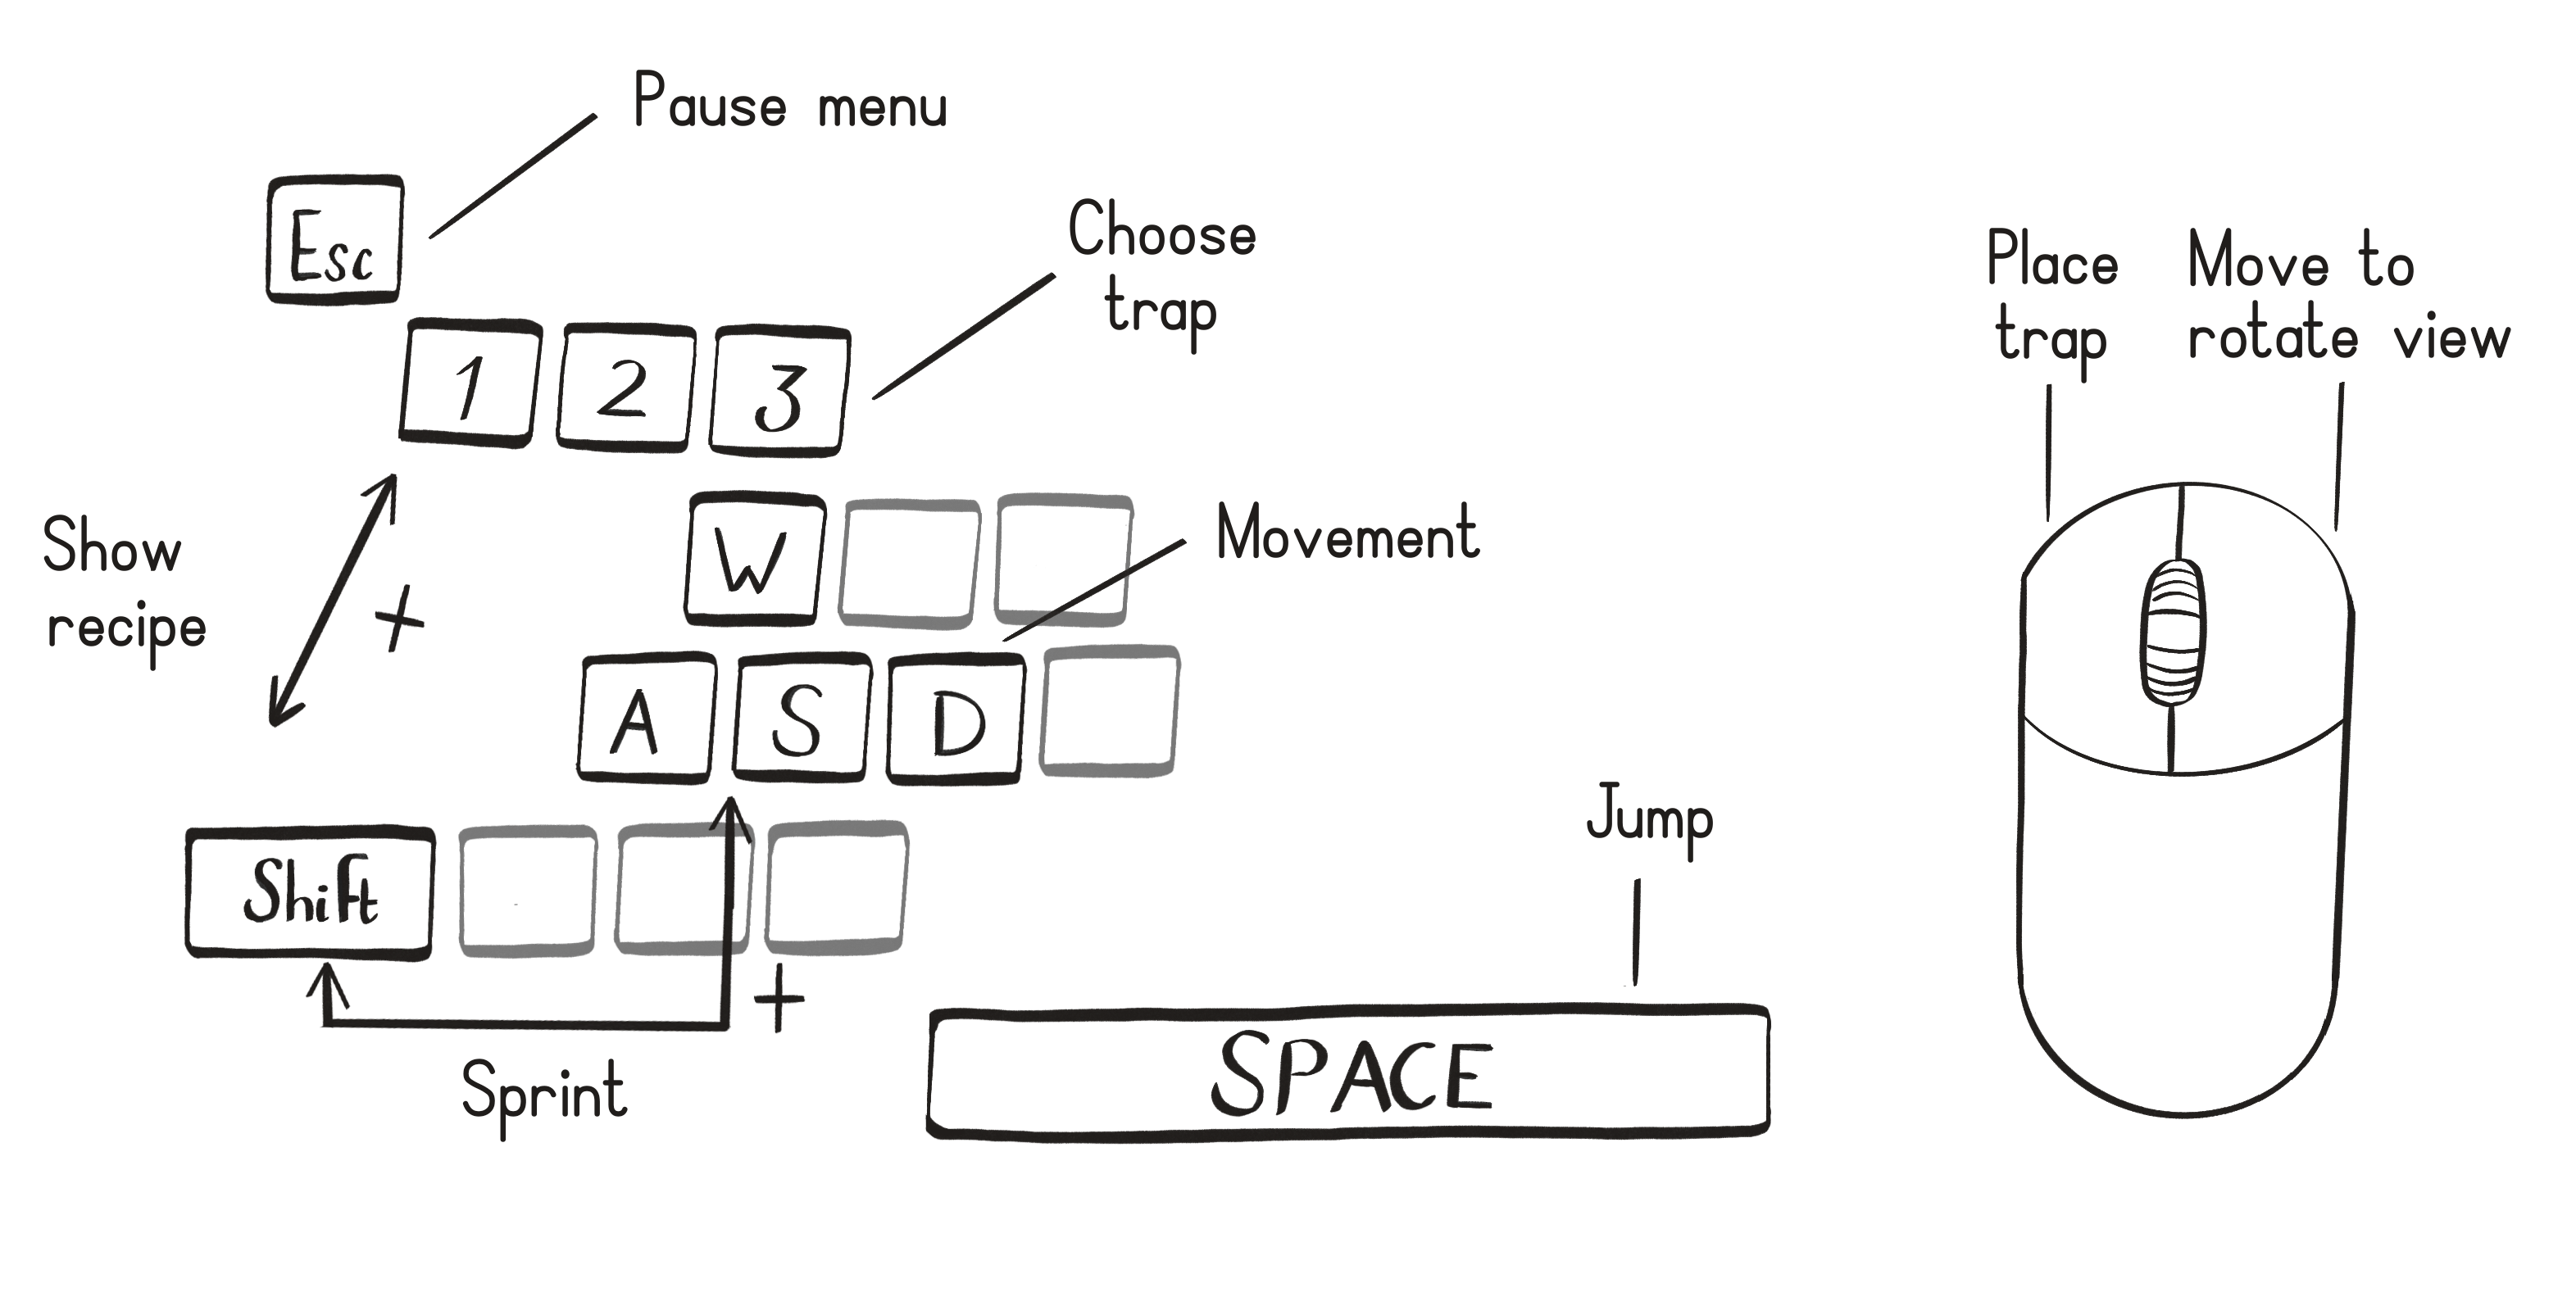 Pause menu
Esc
Choose
trap
1 2 3
Place
trap
Move to
rotate view
Show
recipe
+
W
Movement
A S D
Jump
Shift
+
Sprint
SPACE